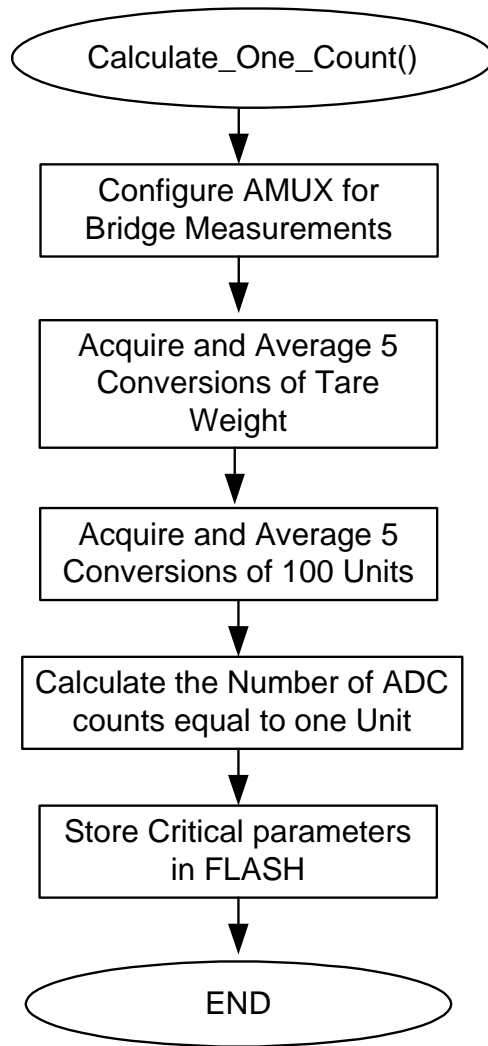 Calculate_One_Count()
Configure AMUX for
Bridge Measurements
Acquire and Average 5
Conversions of Tare
Weight
Acquire and Average 5
Conversions of 100 Units
Calculate the Number of ADC
counts equal to one Unit
Store Critical parameters
in FLASH
END